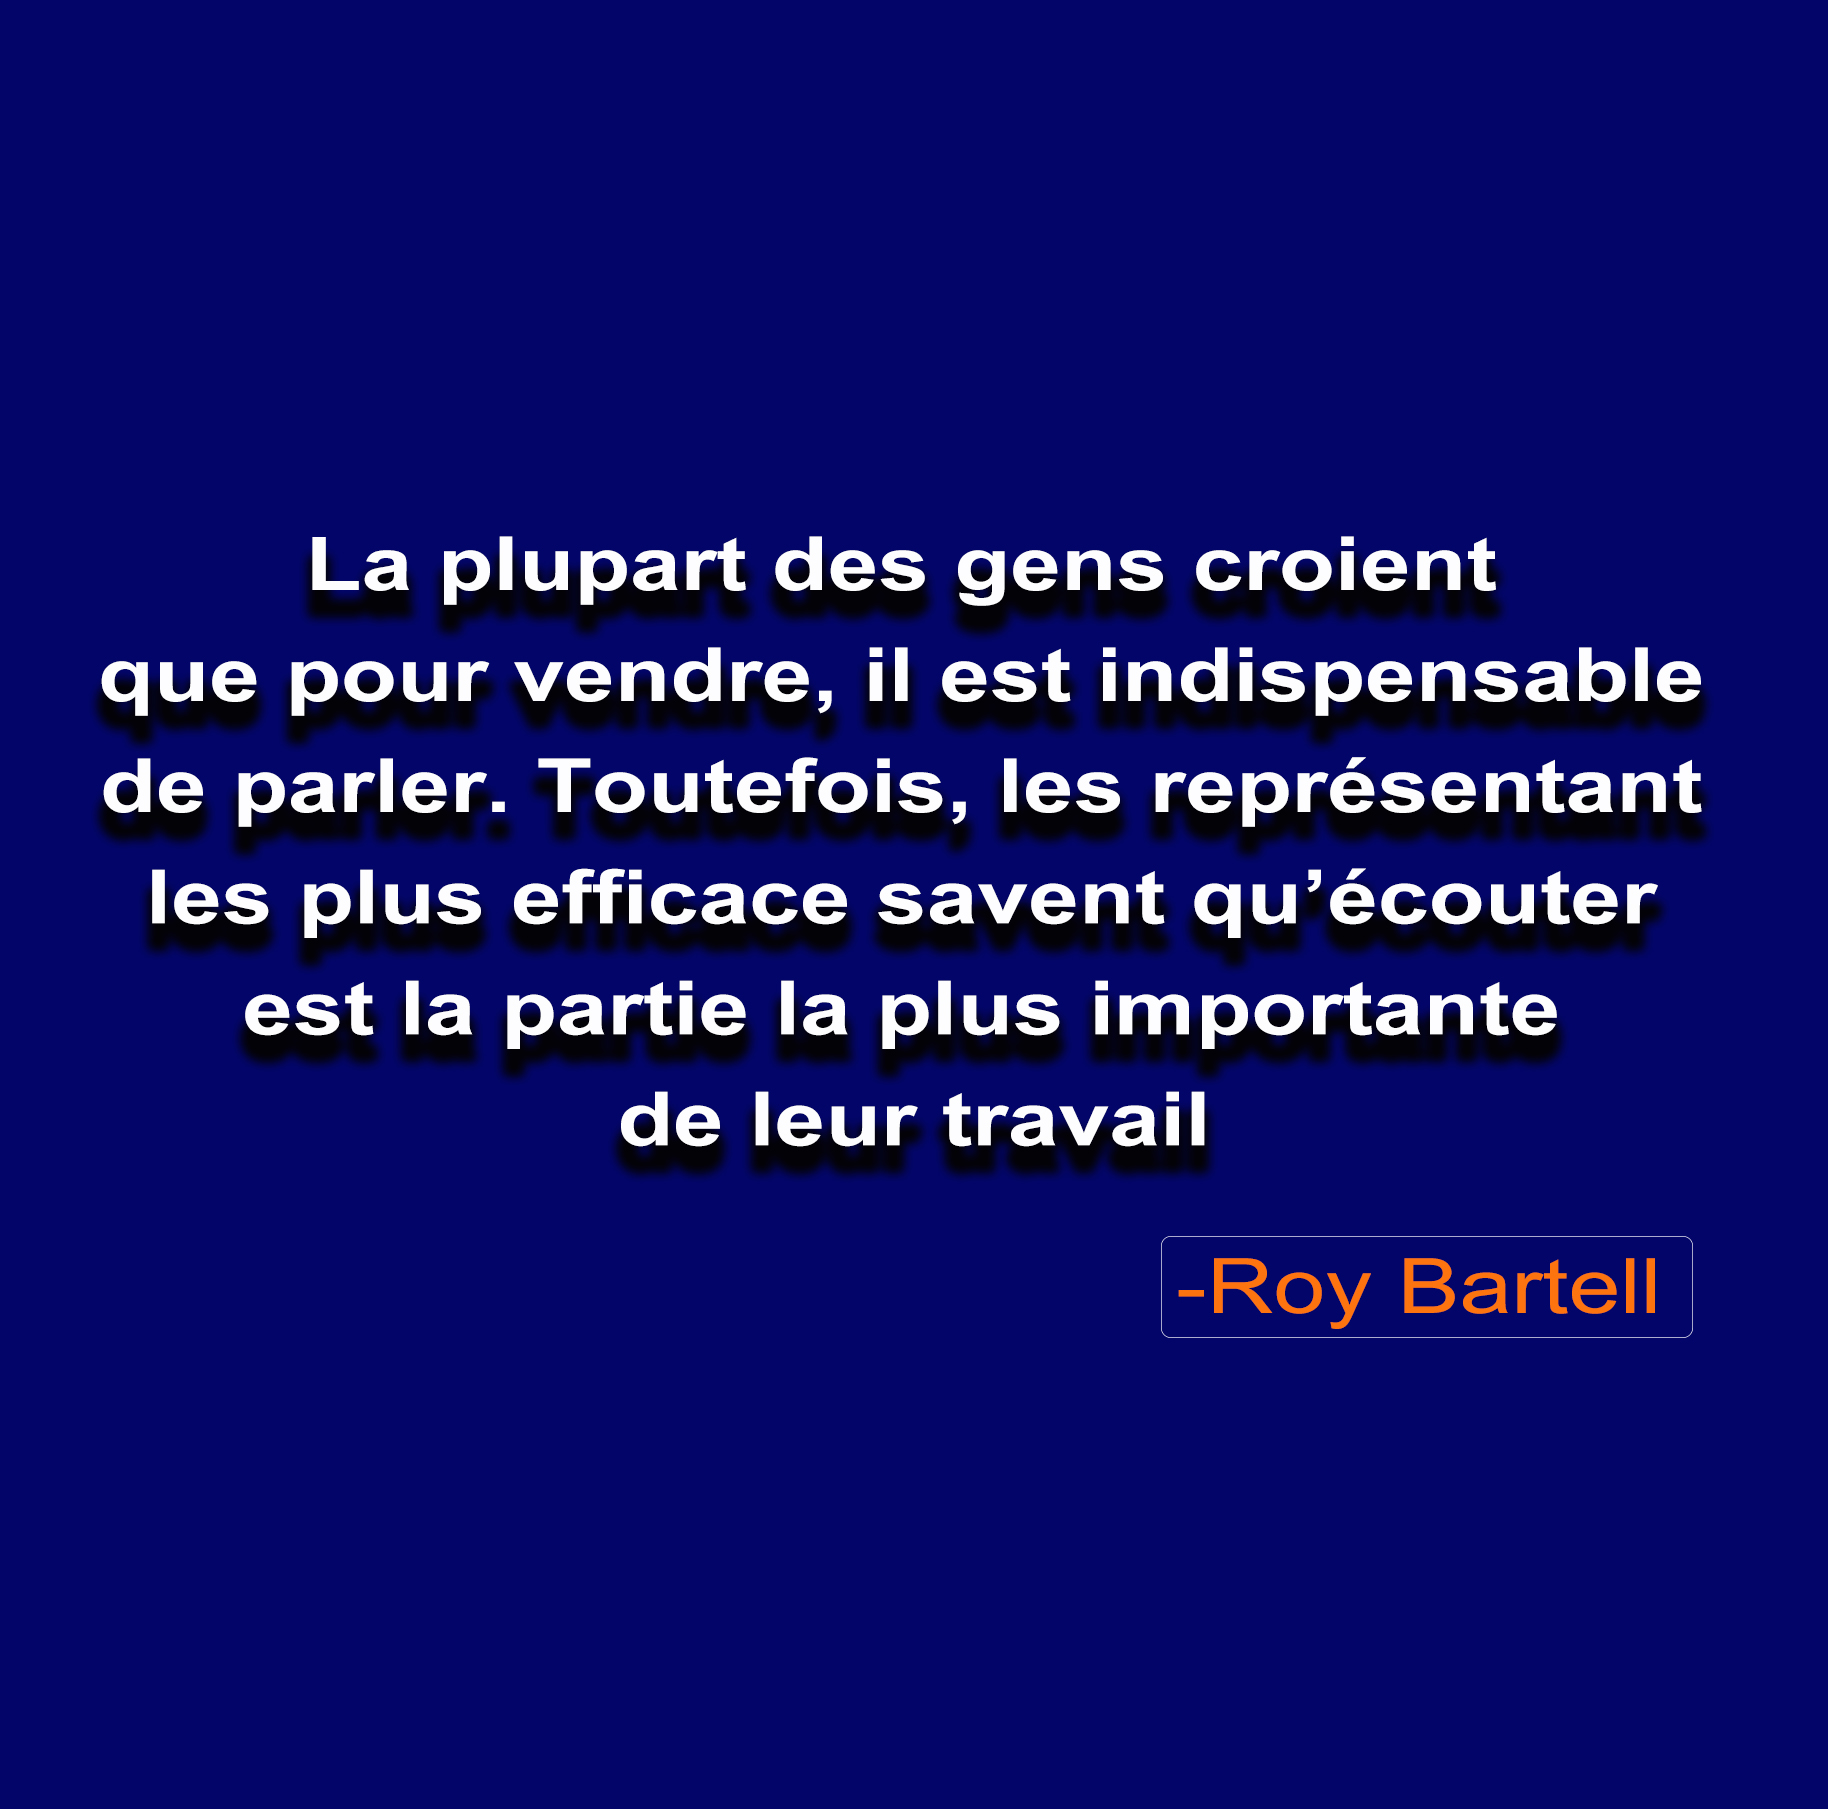 La plupart des gens croient
que pour vendre, il est indispensable
de parler. Toutefois, les représentant
les plus efficace savent qu’écouter
est la partie la plus importante
de leur travail
-Roy Bartell